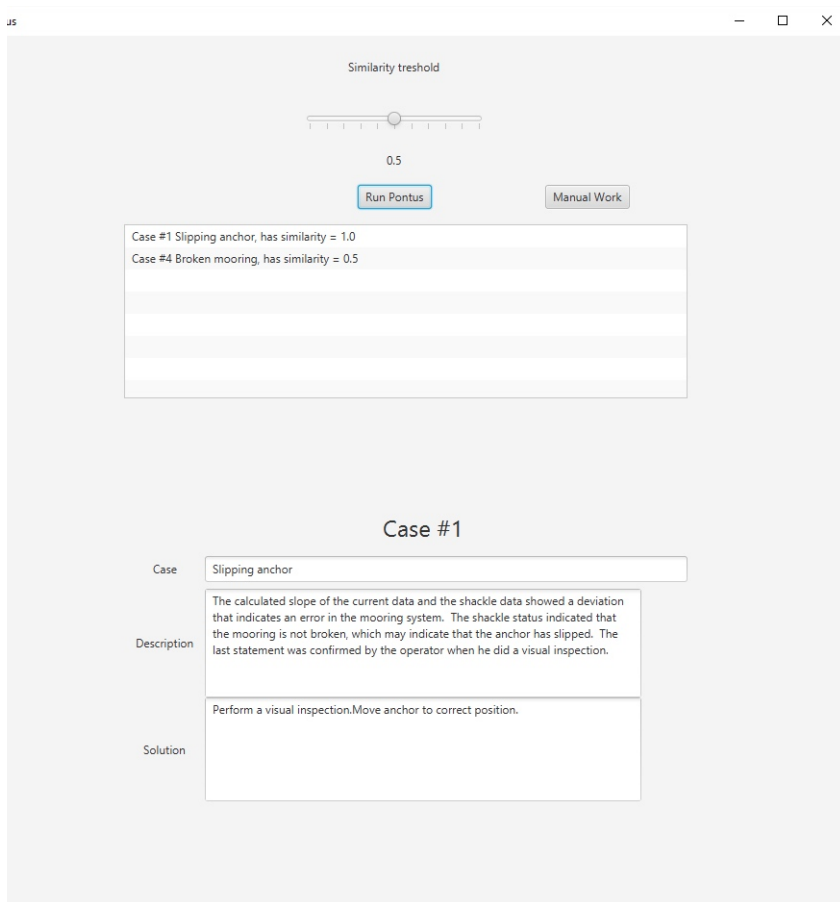 us
Similarity treshold
0.5
Run Pontus
Manual Work
Case #1 Slipping anchor, has similarity = 1.0
Case #4 Broken mooring, has similarity = 0.5
Case #1
Case
Slipping anchor
Description
The calculated slope of the current data and the shackle data showed a deviation
that indicates an error in the mooring system.  The shackle status indicated that
the mooring is not broken, which may indicate that the anchor has slipped.  The
last statement was confirmed by the operator when he did a visual inspection.
Solution
Perform a visual inspection.Move anchor to correct position.